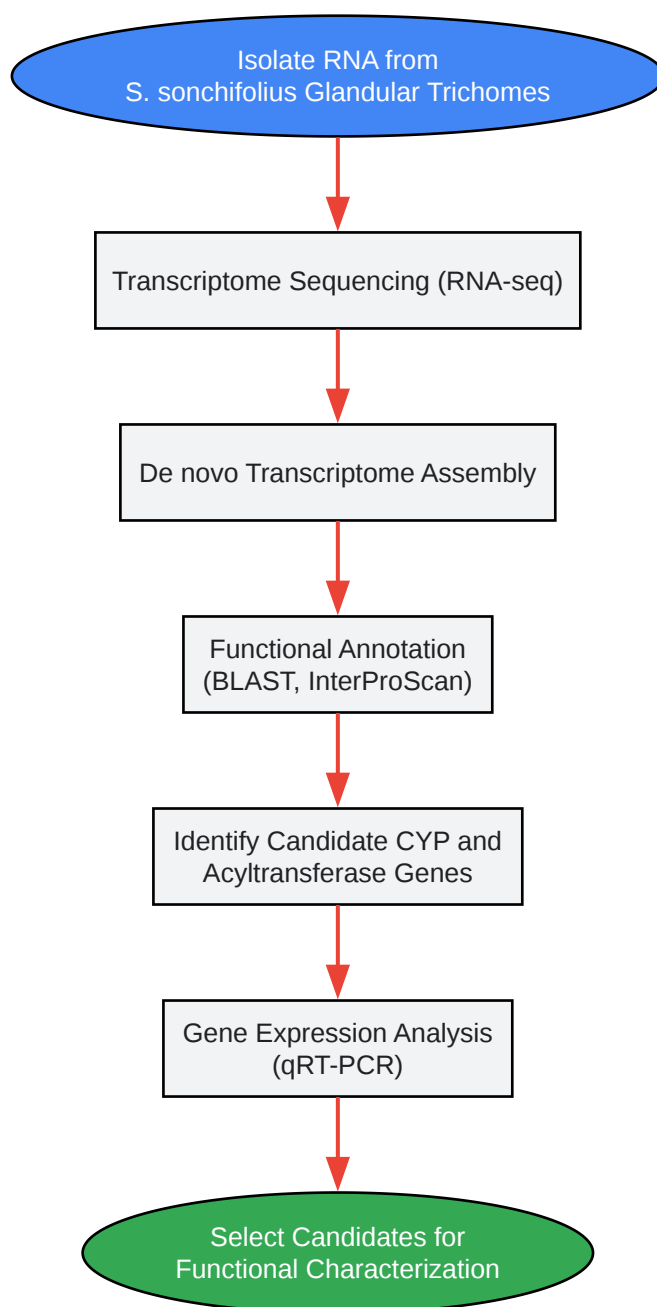 Isolate RNA from
S. sonchifolius Glandular Trichomes
Transcriptome Sequencing (RNA-seq)
De novo Transcriptome Assembly
Functional Annotation
(BLAST, InterProScan)
Identify Candidate CYP and
Acyltransferase Genes
Gene Expression Analysis
(qRT-PCR)
Select Candidates for
Functional Characterization